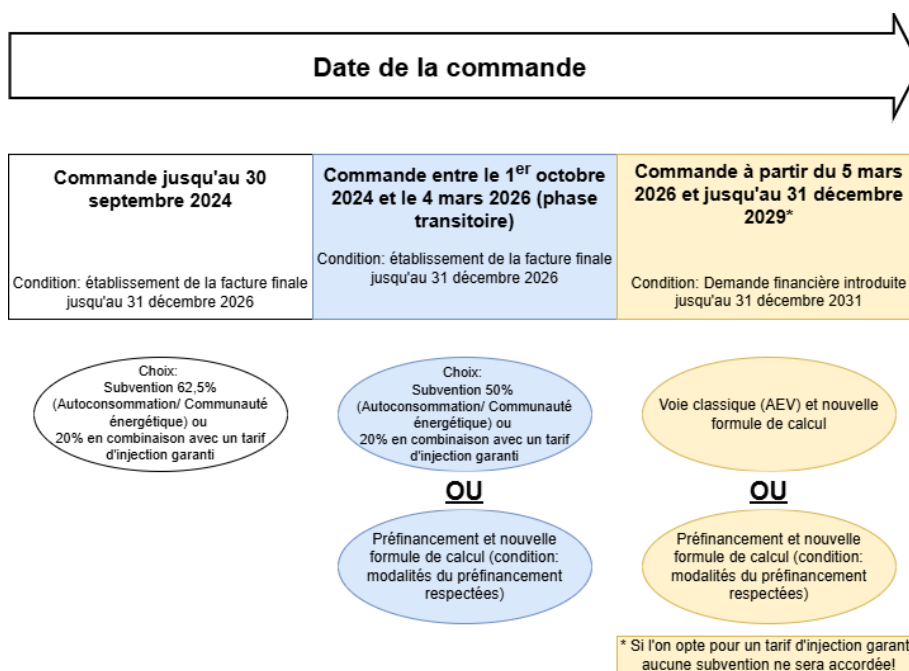 Date de la commande
Commande jusqu'au 30
septembre 2024
Condition: établissement de la facture finale
jusqu'au 31 décembre 2026
Commande entre le 1er octobre
2024 et le 4 mars 2026 (phase
transitoire)
Condition: établissement de la facture finale
jusqu'au 31 décembre 2026
Commande à partir du 5 mars
2026 et jusqu'au 31 décembre
2029*
Condition: Demande financière introduite
jusqu'au 31 décembre 2031
Choix:
Subvention 62,5%
(Autoconsommation/ Communauté
énergétique) ou
20% en combinaison avec un tarif
d'injection garanti
Choix:
Subvention 50%
(Autoconsommation/ Communauté
énergétique) ou
20% en combinaison avec un tarif
d'injection garanti
OU
Préfinancement et nouvelle
formule de calcul (condition:
modalités du préfinancement
respectées)
Voie classique (AEV) et nouvelle
formule de calcul
OU
Préfinancement et nouvelle
formule de calcul (condition:
modalités du préfinancement
respectées)
* Si l'on opte pour un tarif d'injection garant
aucune subvention ne sera accordée!